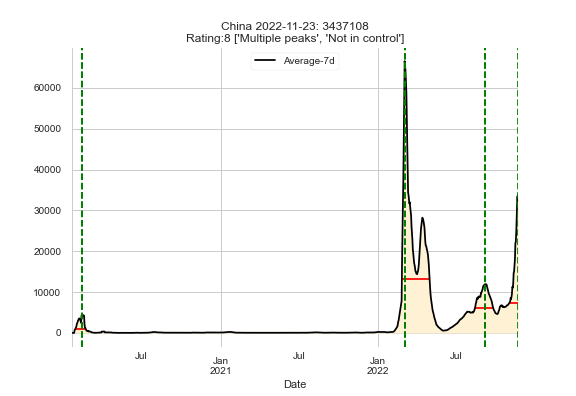 China 2022-11-23: 3437108
Rating:8 ['Multiple peaks', 'Not in control']
Average-7d
60000
50000
40000
30000
20000
10000
0
Jul
Jan
2021
Jul
Jan
2022
Jul
Date